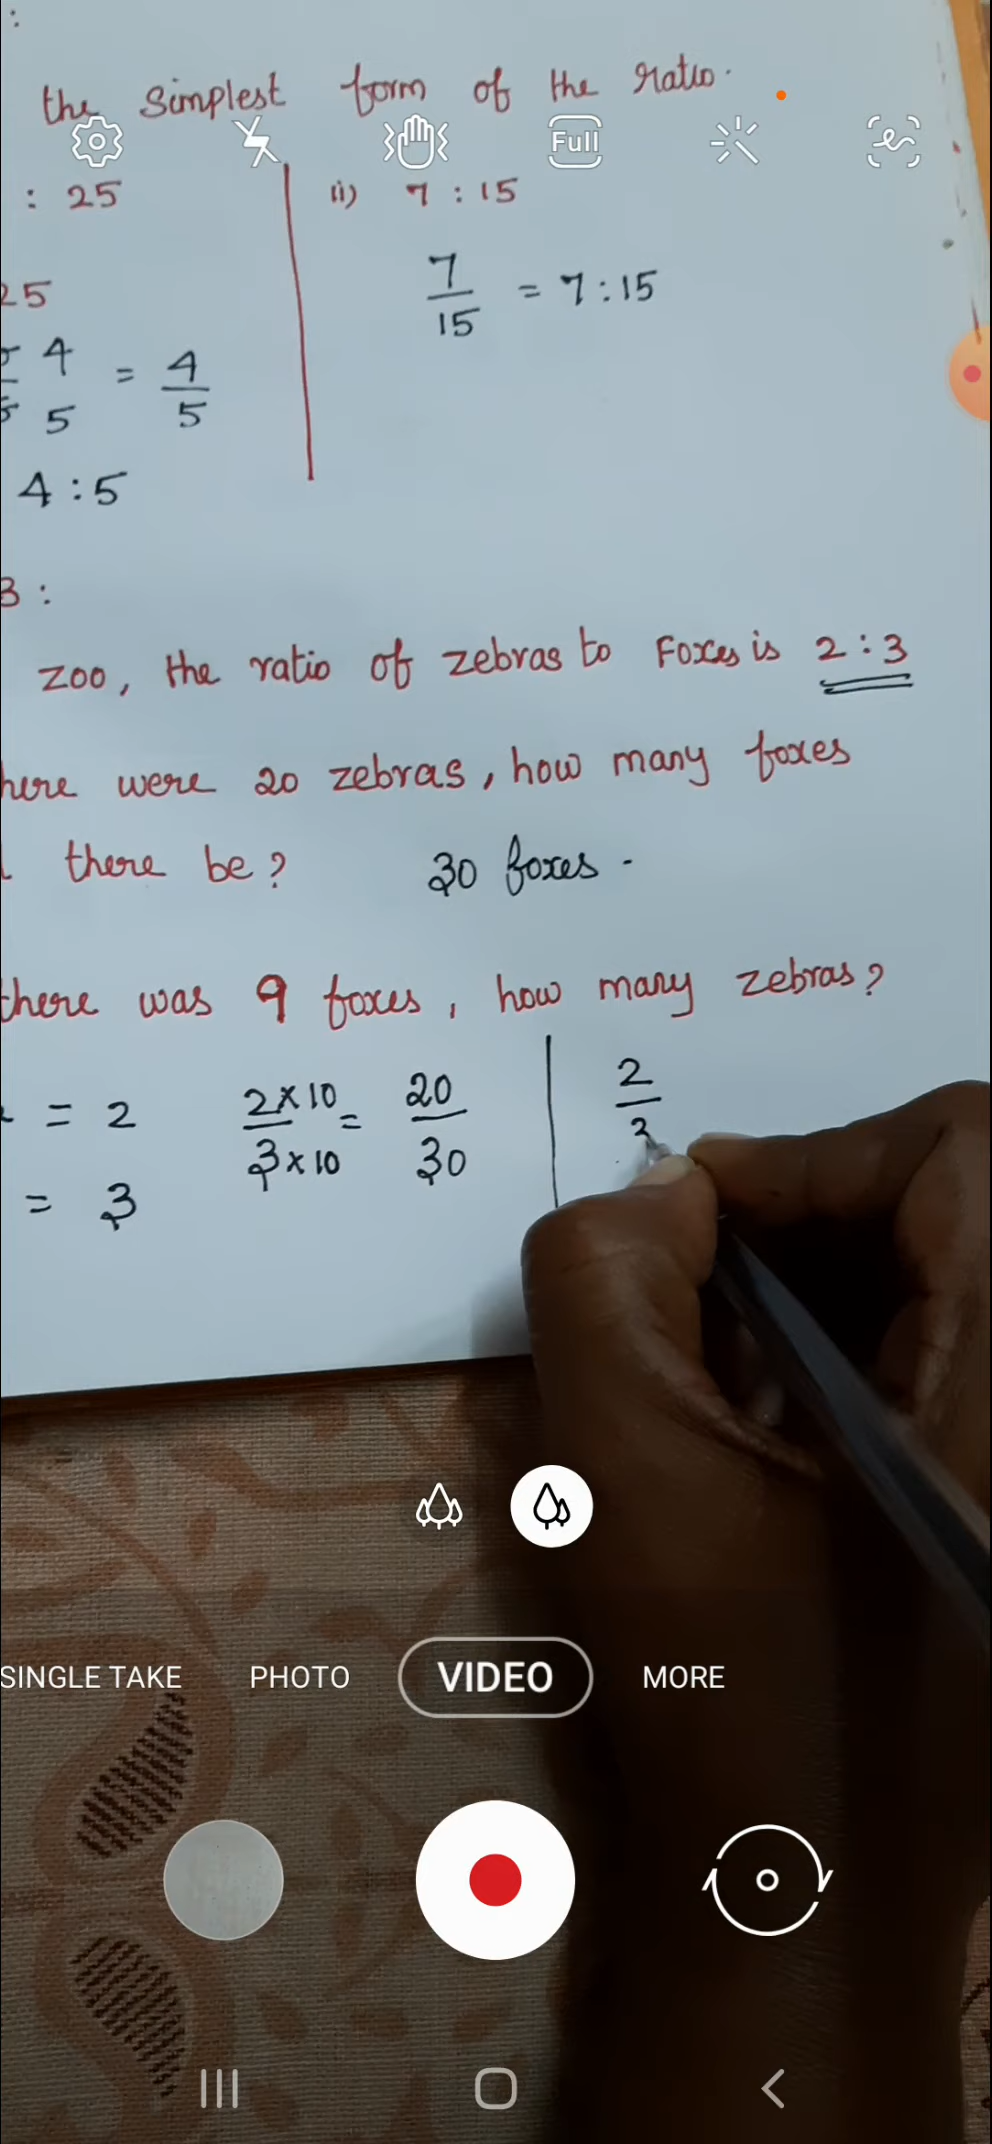 the Simplest form of the ratio.
Full
: 25
(ii) 7 : 15
7
15
= 7 : 15
25
4
5
= 4
5
4 : 5
3 :
zoo, the ratio of zebras to Foxes is 2 : 3
here were 20 zebras, how many foxes
there be? 30 foxes.
there was 9 foxes, how many zebras?
= 2
= 3
2 x 10
3 x 10
= 20
30
2
3
SINGLE TAKE PHOTO VIDEO MORE